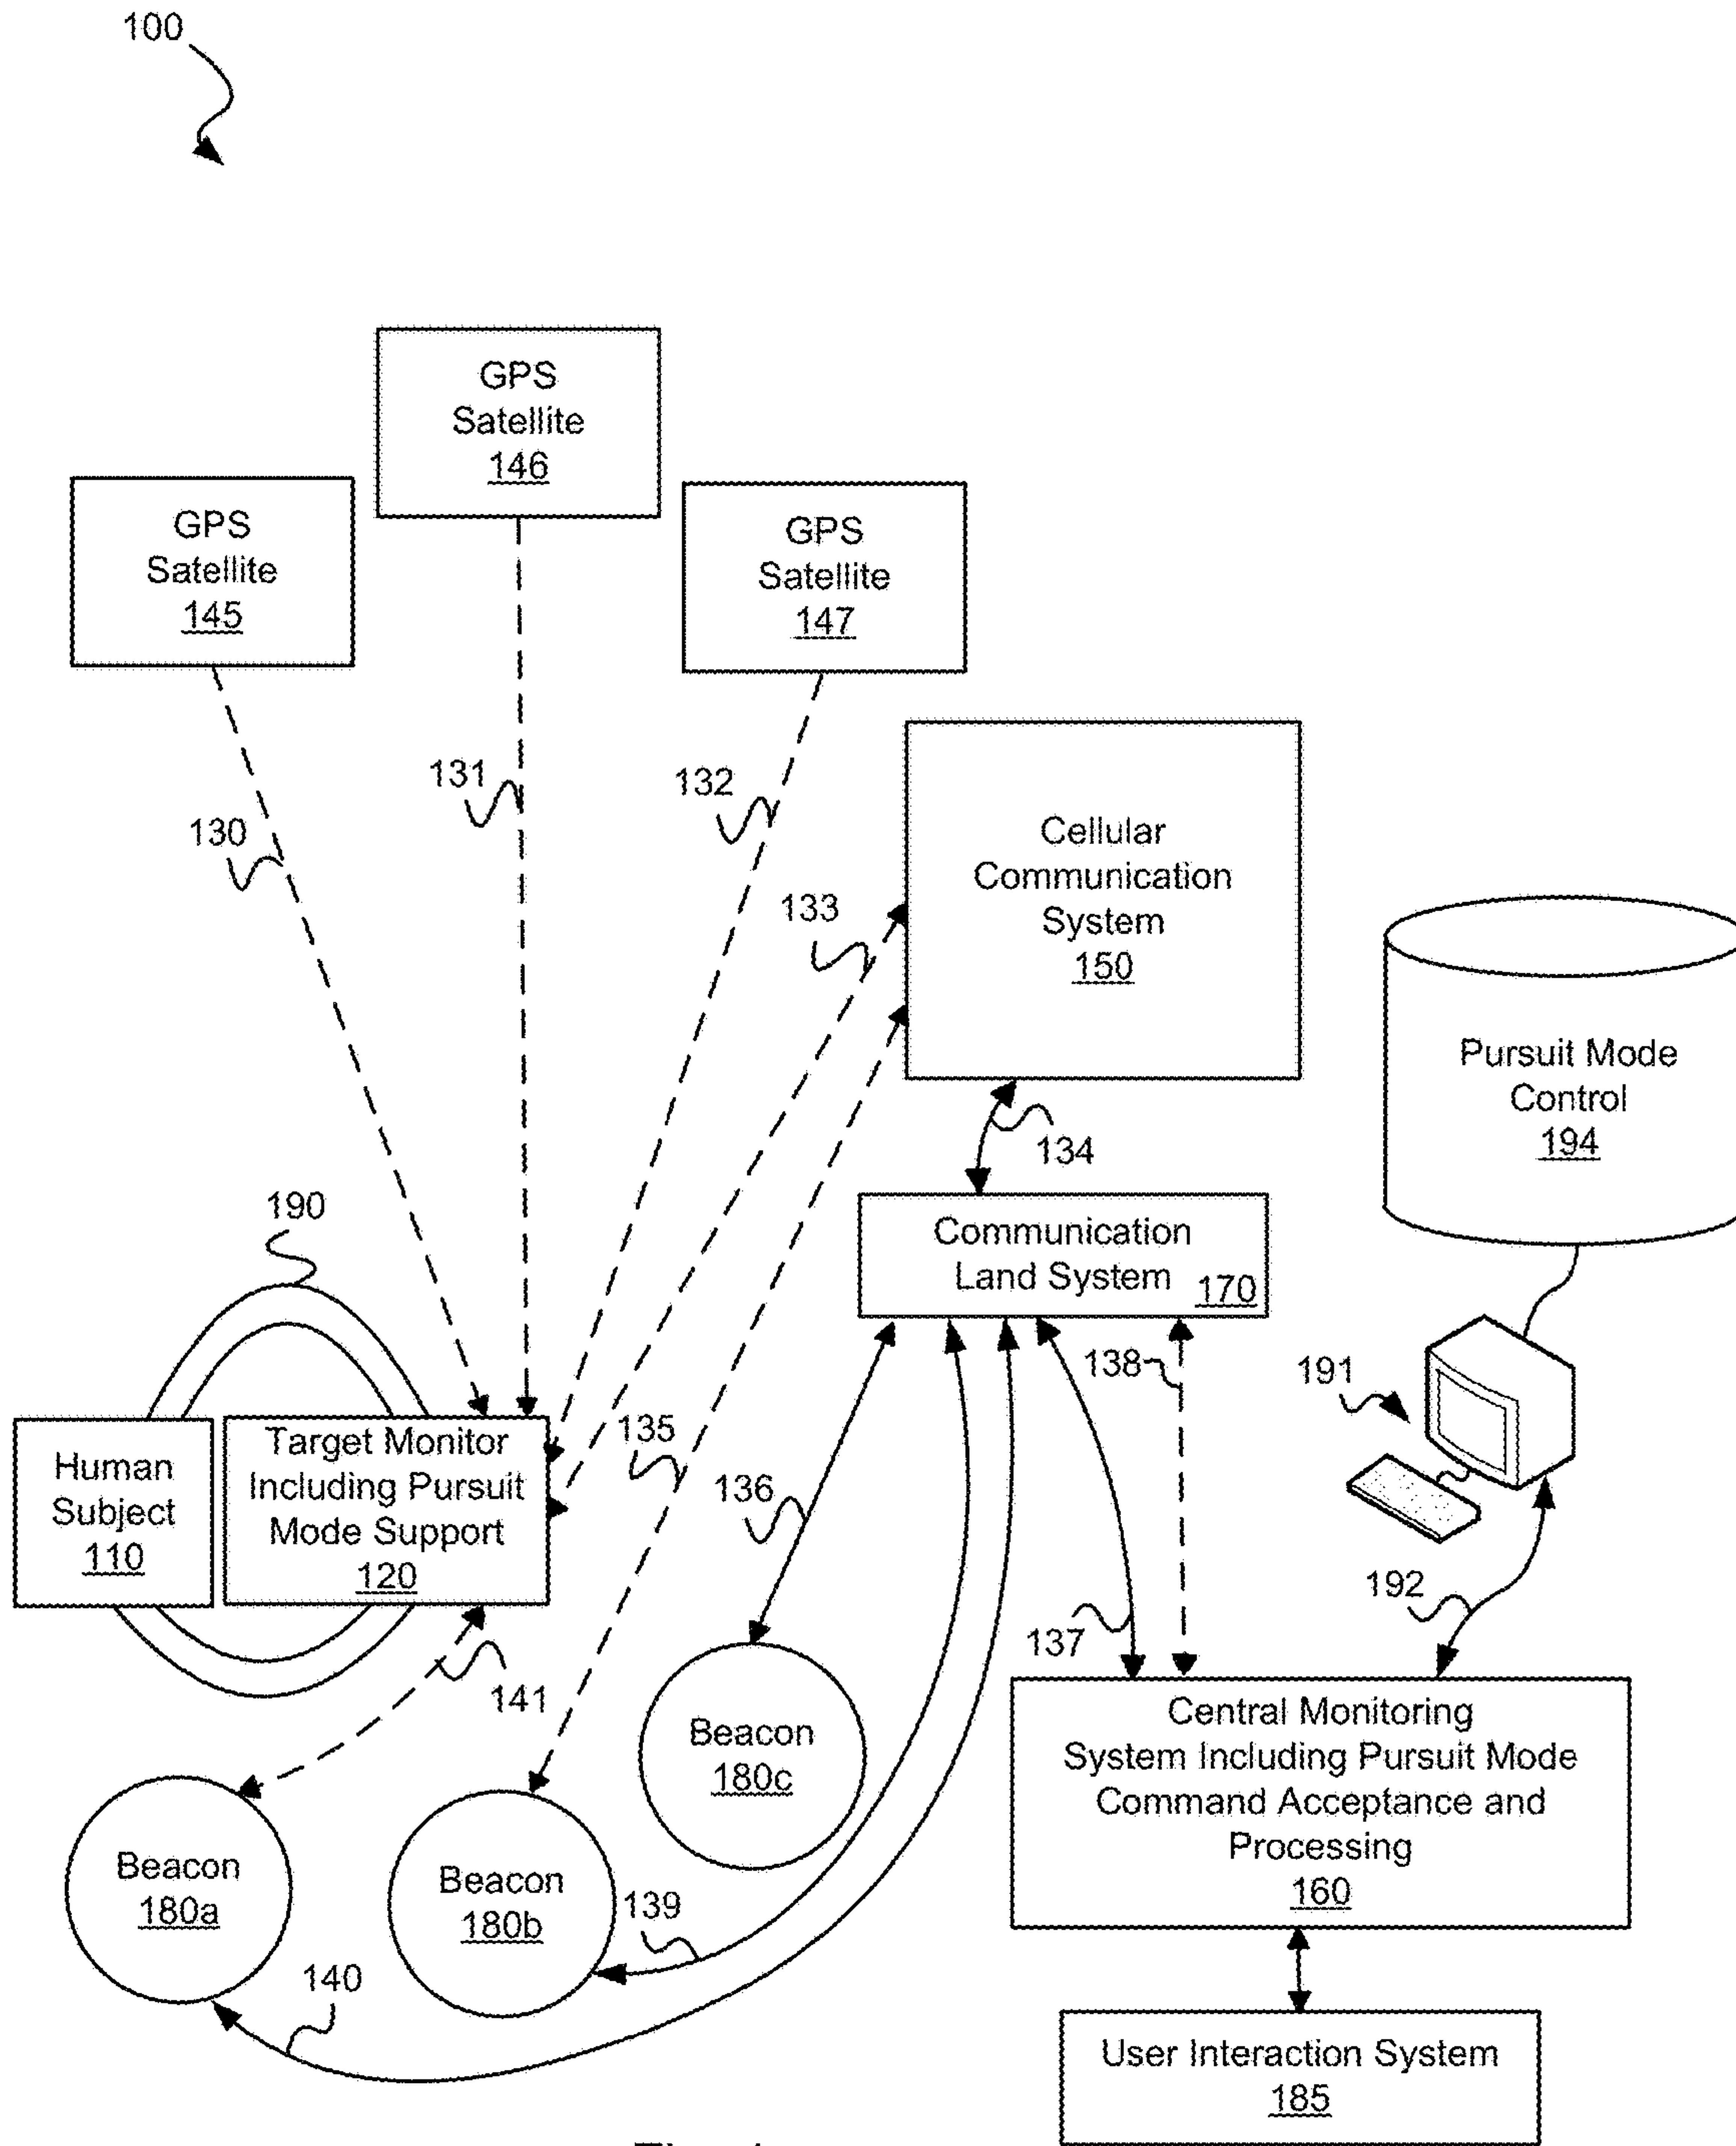 100
GPS
Satellite
146
GPS
Satellite
145
GPS
Satellite
147
131
132
130
Cellular
Communication
System
150
133
Pursuit Mode
Control
194
134
190
Communication
Land System
170
138
191
Human
Subject
110
Target Monitor
Including Pursuit
Mode Support
120
135
136
192
137
141
Beacon
180c
Central Monitoring
System Including Pursuit Mode
Command Acceptance and
Processing
160
Beacon
180a
Beacon
180b
139
140
User Interaction System
185